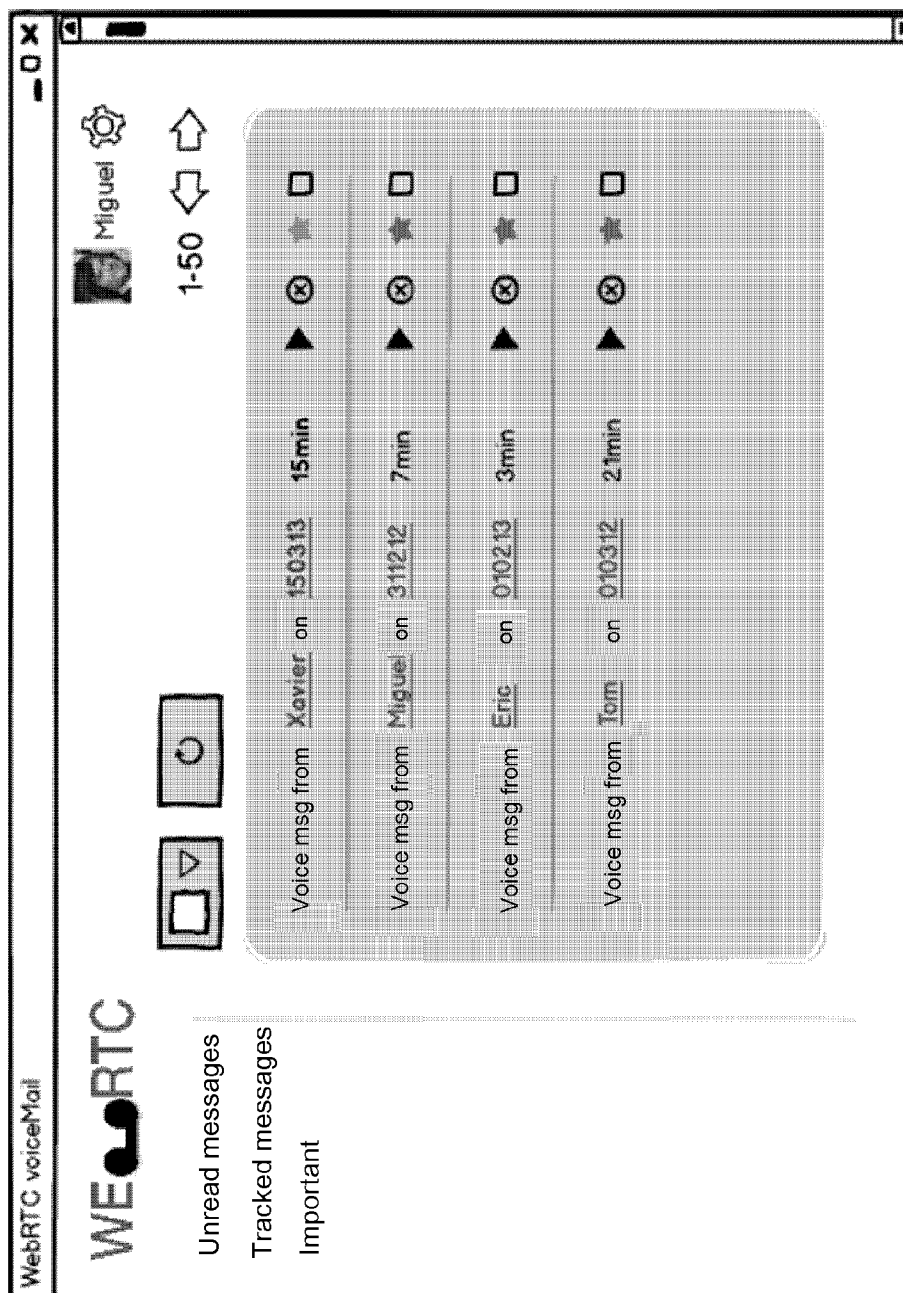 WebRTC voiceMail
WE RTC
Miguel
1-50
Unread messages
Tracked messages
Important
Voice msg from Xavier on 150313 15min
Voice msg from Miguel on 311212 7min
Voice msg from Eric on 010213 3min
Voice msg from Tom on 010312 21min